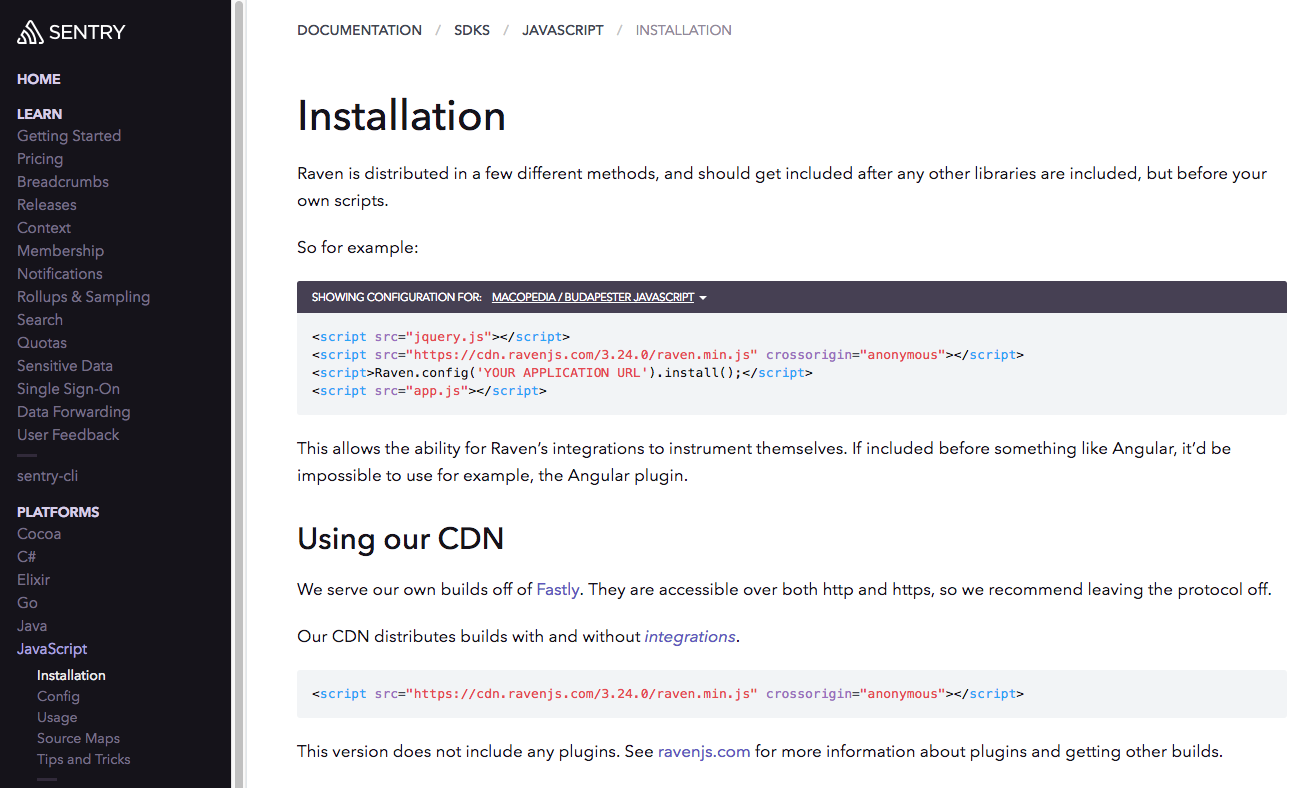 SENTRY
HOME
LEARN
Getting Started
Pricing
Breadcrumbs
Releases
Context
Membership
Notifications
Rollups & Sampling
Search
Quotas
Sensitive Data
Single Sign-On
Data Forwarding
User Feedback
sentry-cli
PLATFORMS
Cocoa
C#
Elixir
Go
Java
JavaScript
Installation
Config
Usage
Source Maps
Tips and Tricks
DOCUMENTATION / SDKS / JAVASCRIPT / INSTALLATION
Installation
Raven is distributed in a few different methods, and should get included after any other libraries are included, but before your
own scripts.
So for example:
SHOWING CONFIGURATION FOR: MACOPEDIA / BUDAPESTER JAVASCRIPT
<script src="jquery.js"></script>
<script src="https://cdn.ravenjs.com/3.24.0/raven.min.js" crossorigin="anonymous"></script>
<script>Raven.config('YOUR APPLICATION URL').install();</script>
<script src="app.js"></script>
This allows the ability for Raven’s integrations to instrument themselves. If included before something like Angular, it’d be
impossible to use for example, the Angular plugin.
Using our CDN
We serve our own builds off of Fastly. They are accessible over both http and https, so we recommend leaving the protocol off.
Our CDN distributes builds with and without integrations.
<script src="https://cdn.ravenjs.com/3.24.0/raven.min.js" crossorigin="anonymous"></script>
This version does not include any plugins. See ravenjs.com for more information about plugins and getting other builds.